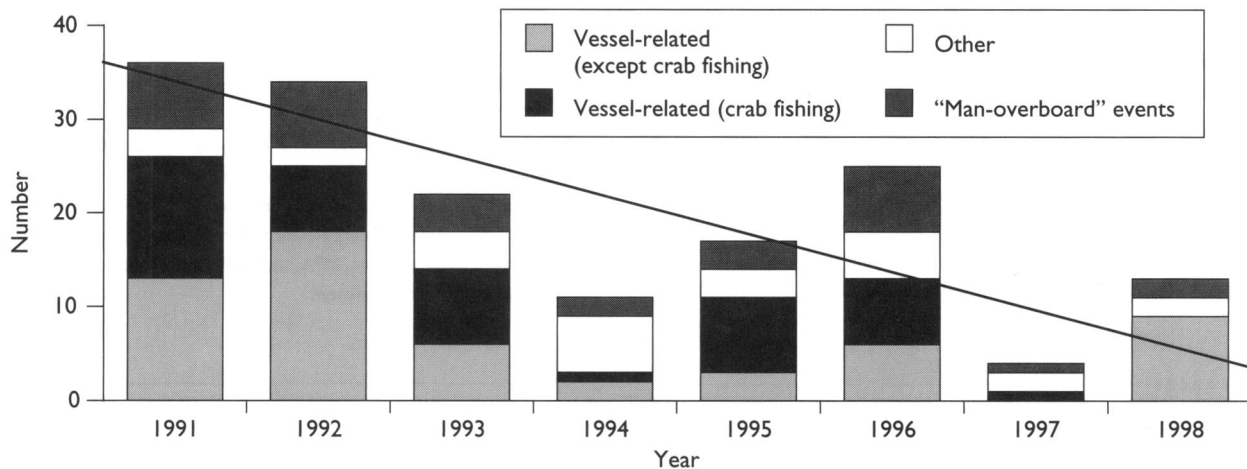 40
30
20
10
0
Number
Vessel-related
(except crab fishing)
Other
Vessel-related (crab fishing)
“Man-overboard” events
1991 1992 1993 1994 1995 1996 1997 1998
Year